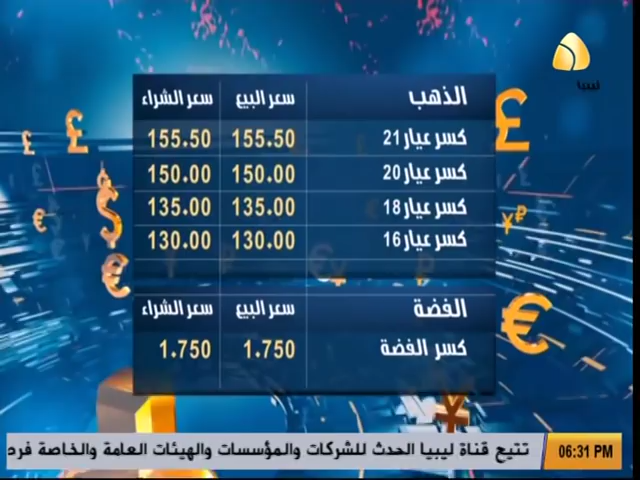 ليبيا
الذهب سعر البيع سعر الشراء
كسر عيار 21 155.50 155.50
كسر عيار 20 150.00 150.00
كسر عيار 18 135.00 135.00
كسر عيار 16 130.00 130.00
الفضة سعر البيع سعر الشراء
كسر الفضة 1.750 1.750
06:31 PM تتيح قناة ليبيا الحدث للشركات والمؤسسات والهيئات العامة والخاصة فرص